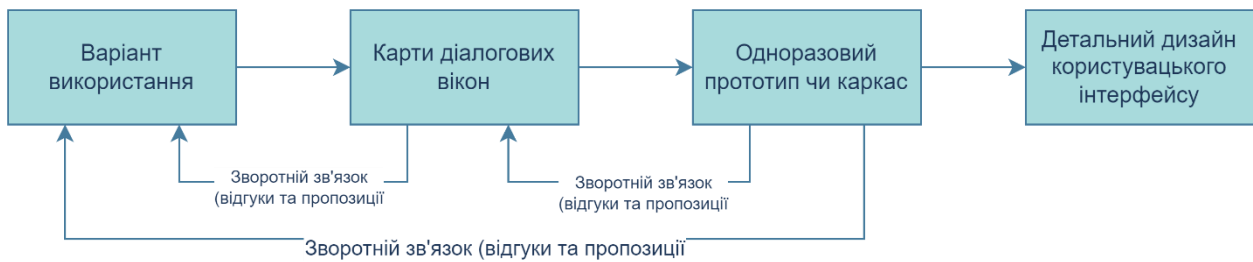 Варіант
використання
Карти діалогових
вікон
Одноразовий
прототип чи каркас
Детальний дизайн
користувацького
інтерфейсу
Зворотній зв'язок
(відгуки та пропозиції
Зворотній зв'язок
(відгуки та пропозиції
Зворотній зв'язок (відгуки та пропозиції